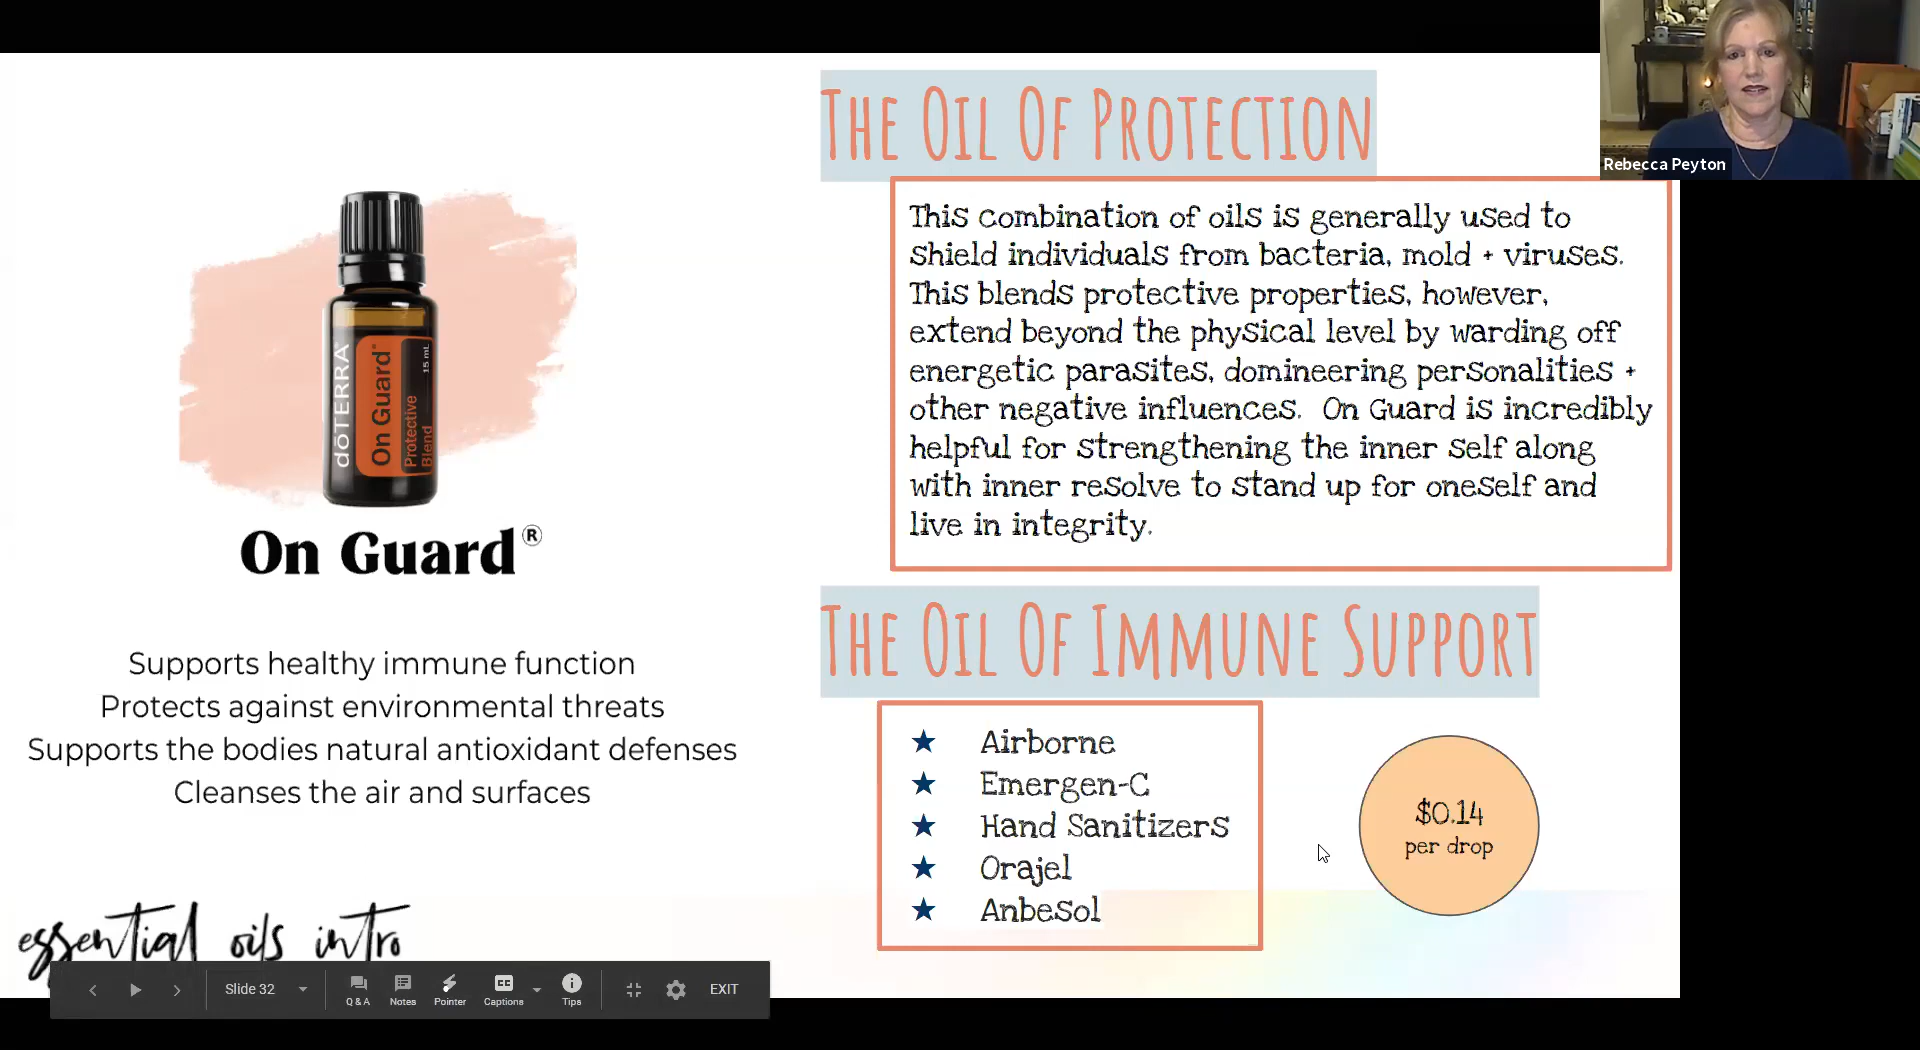 THE OIL OF PROTECTION
Rebecca Peyton
This combination of oils is generally used to
shield individuals from bacteria, mold + viruses.
This blends protective properties, however,
extend beyond the physical level by warding off
energetic parasites, domineering personalities +
other negative influences. On Guard is incredibly
helpful for strengthening the inner self along
with inner resolve to stand up for oneself and
live in integrity.
dōTERRA®
On Guard®
Protective
Blend
15 mL
On Guard®
Supports healthy immune function
Protects against environmental threats
Supports the bodies natural antioxidant defenses
Cleanses the air and surfaces
THE OIL OF IMMUNE SUPPORT
★ Airborne
★ Emergen-C
★ Hand Sanitizers
★ Orajel
★ Anbesol
$0.14
per drop
essential oils intro
Slide 32
Q & A
Notes
Pointer
CC
Captions
Tips
EXIT